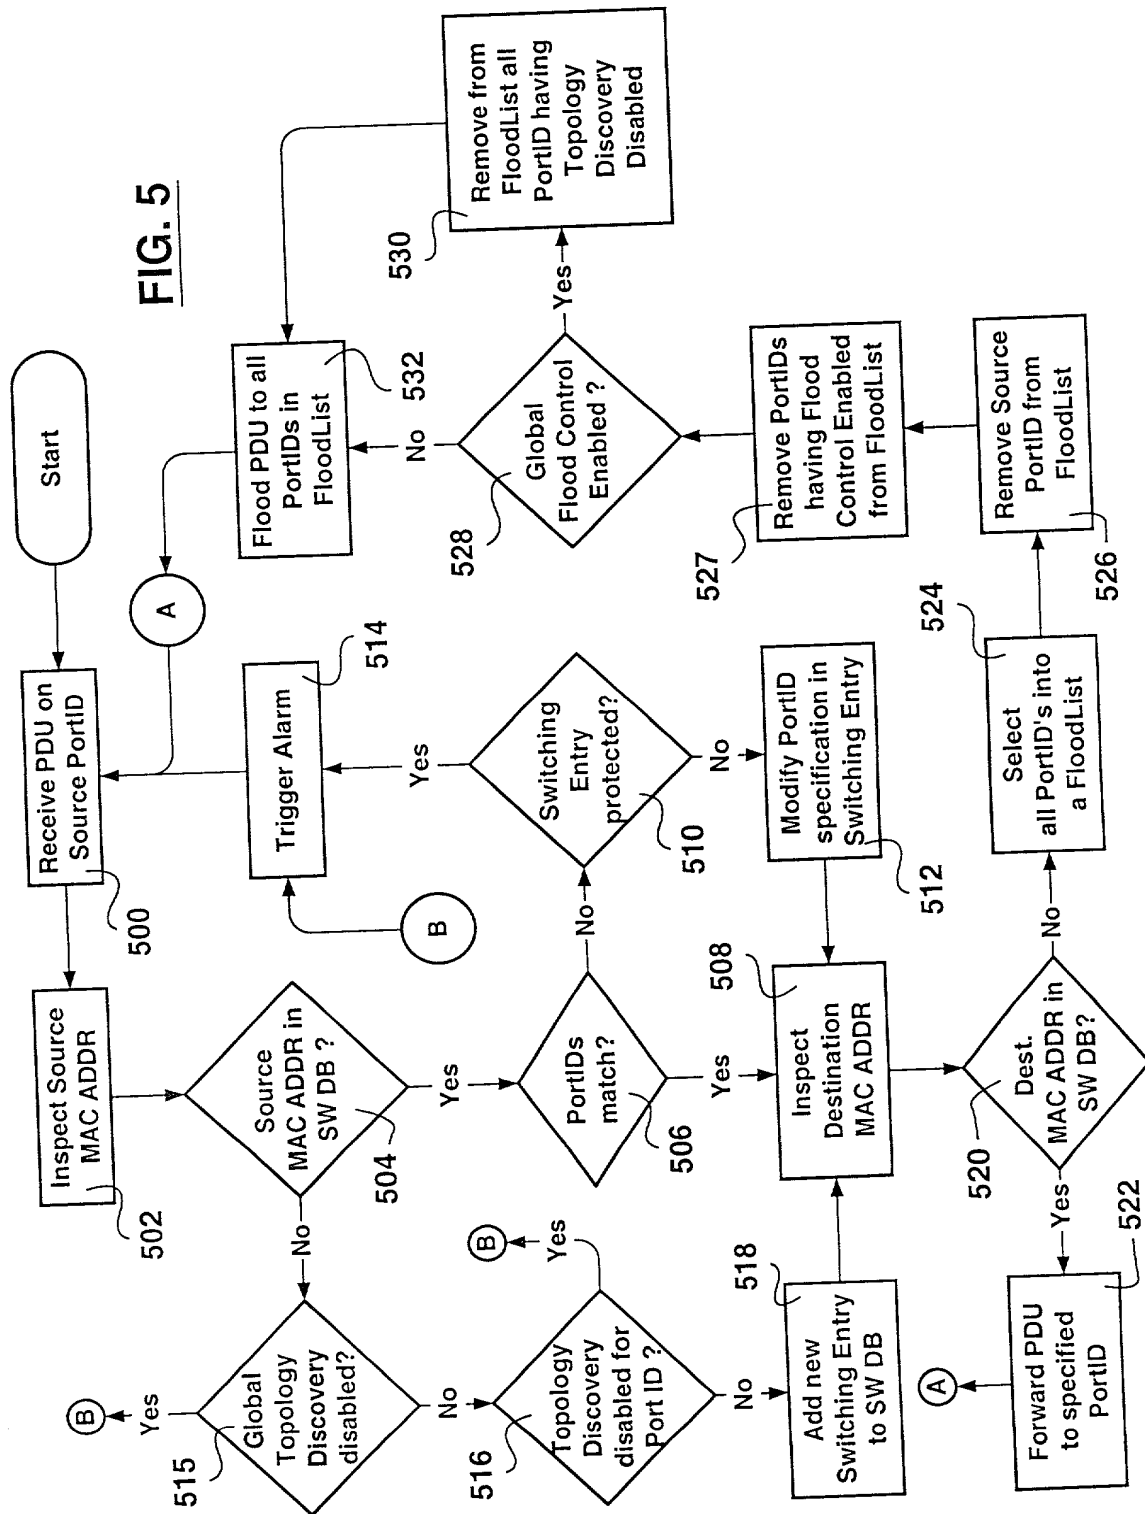 FIG. 5
Start
Receive PDU on
Source PortID
500
Inspect Source
MAC ADDR
502
Source
MAC ADDR in
SW DB ?
504
No
Yes
Global
Topology
Discovery
disabled?
515
Yes
B
No
Topology
Discovery
disabled for
Port ID ?
516
Yes
B
No
Add new
Switching Entry
to SW DB
518
PortIDs
match?
506
No
Yes
Switching
Entry
protected?
510
Yes
No
Trigger Alarm
514
B
A
Modify PortID
specification in
Switching Entry
512
Inspect
Destination
MAC ADDR
508
Dest.
MAC ADDR in
SW DB?
520
Yes
No
Forward PDU
to specified
PortID
522
A
Select
all PortID's into
a FloodList
524
Remove Source
PortID from
FloodList
526
Remove PortIDs
having Flood
Control Enabled
from FloodList
527
Global
Flood Control
Enabled ?
528
No
Yes
Remove from
FloodList all
PortID having
Topology
Discovery
Disabled
530
Flood PDU to all
PortIDs in
FloodList
532